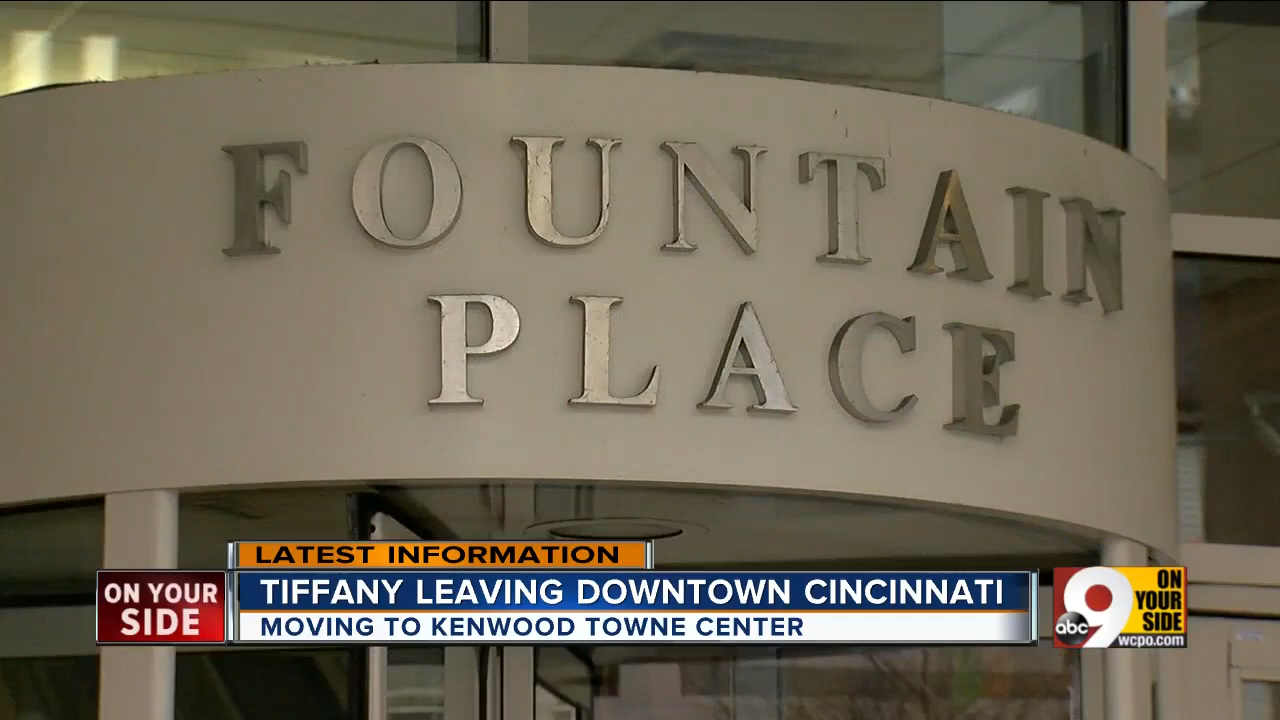 FOUNTAIN
PLACE
LATEST INFORMATION
ON YOUR
SIDE
TIFFANY LEAVING DOWNTOWN CINCINNATI
MOVING TO KENWOOD TOWNE CENTER
abc
9
ON
YOUR
SIDE
wcpo.com